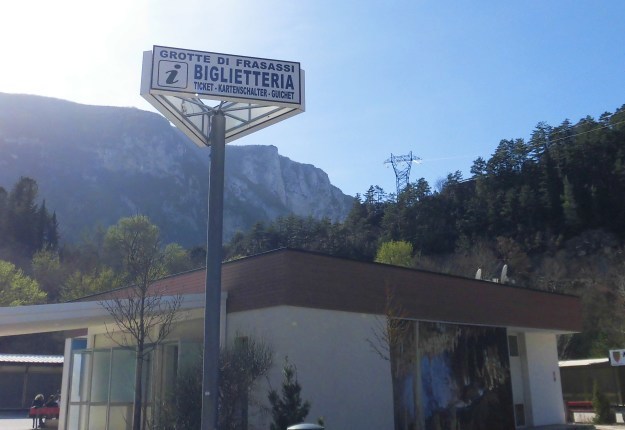 GROTTE DI FRASASSI
i BIGLIETTERIA
TICKET - KARTENSCHALTER - GUICHET